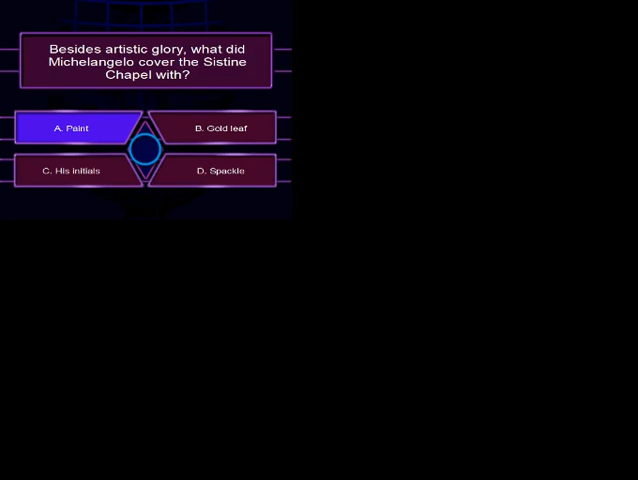 Besides artistic glory, what did
Michelangelo cover the Sistine
Chapel with?
A. Paint
B. Gold leaf
C. His initials
D. Spackle